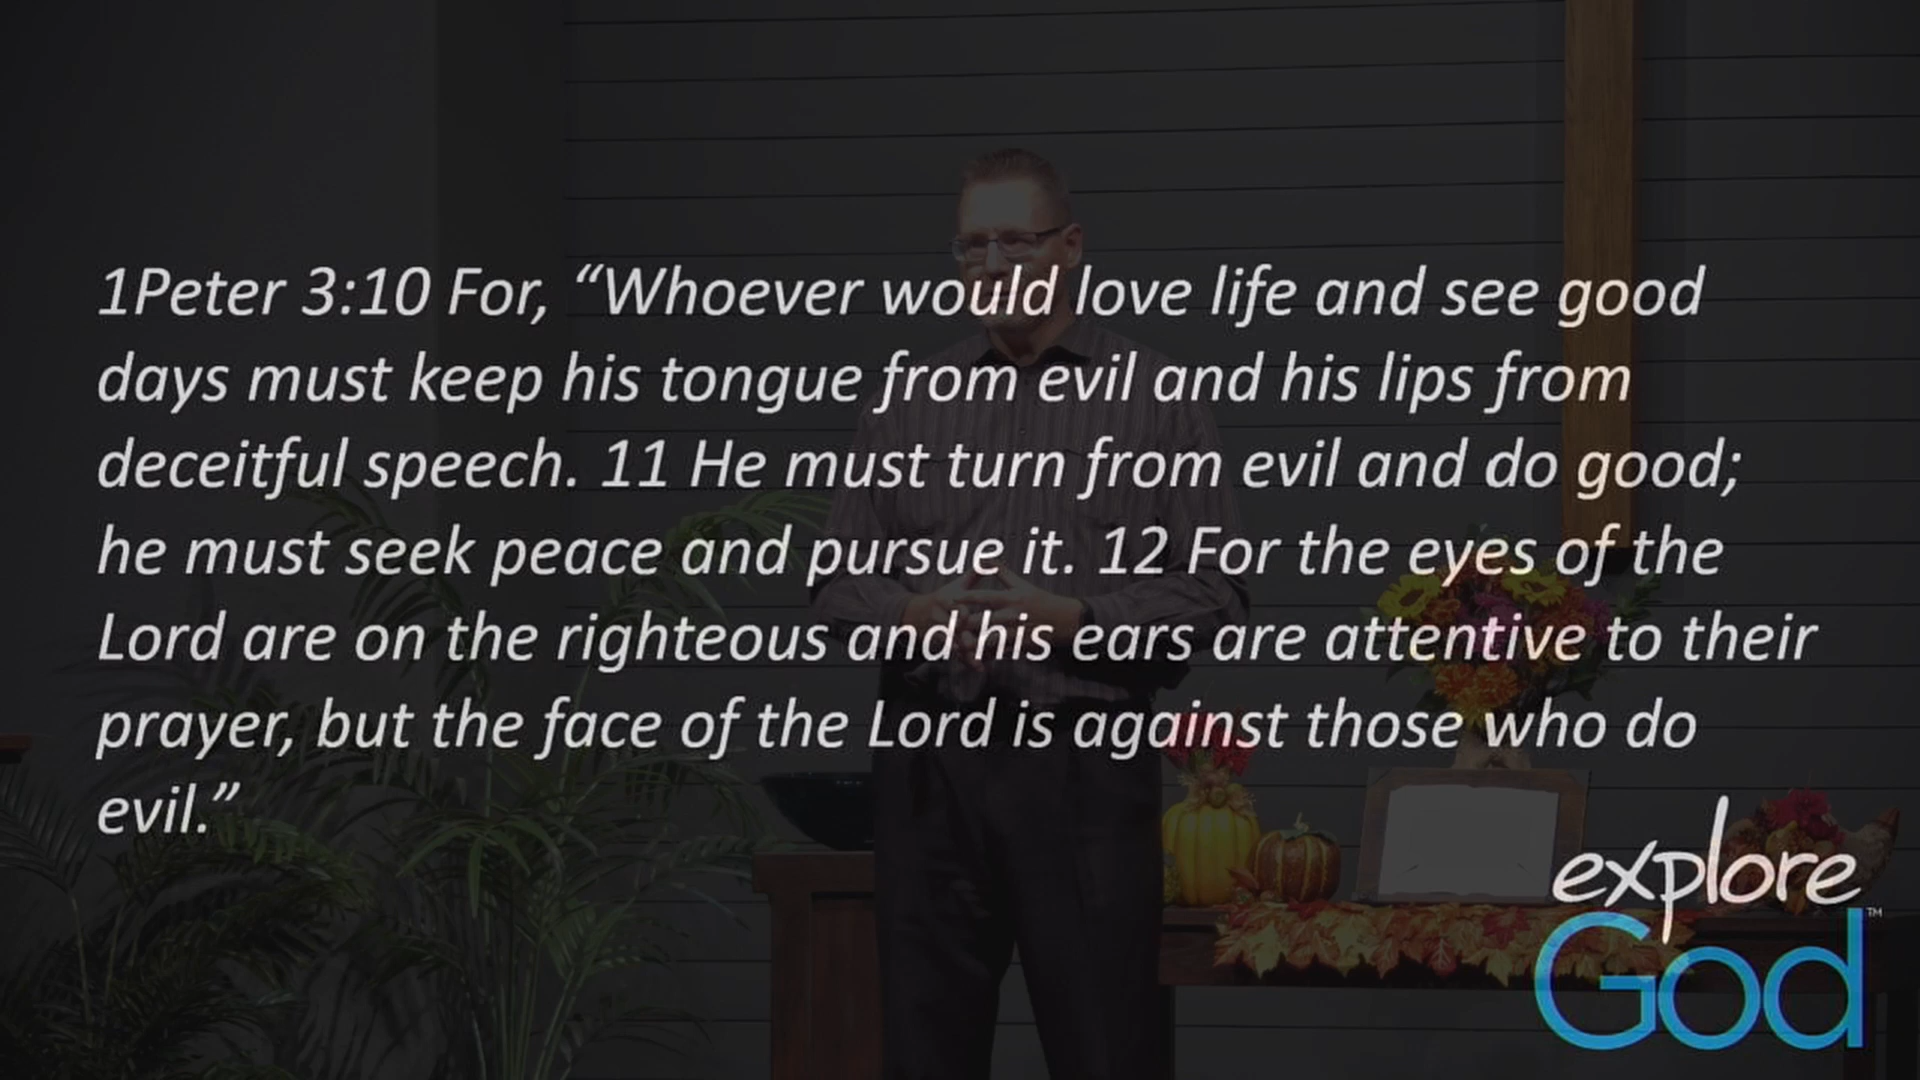 1Peter 3:10 For, “Whoever would love life and see good
days must keep his tongue from evil and his lips from
deceitful speech. 11 He must turn from evil and do good;
he must seek peace and pursue it. 12 For the eyes of the
Lord are on the righteous and his ears are attentive to their
prayer, but the face of the Lord is against those who do
evil.”
explore
God™